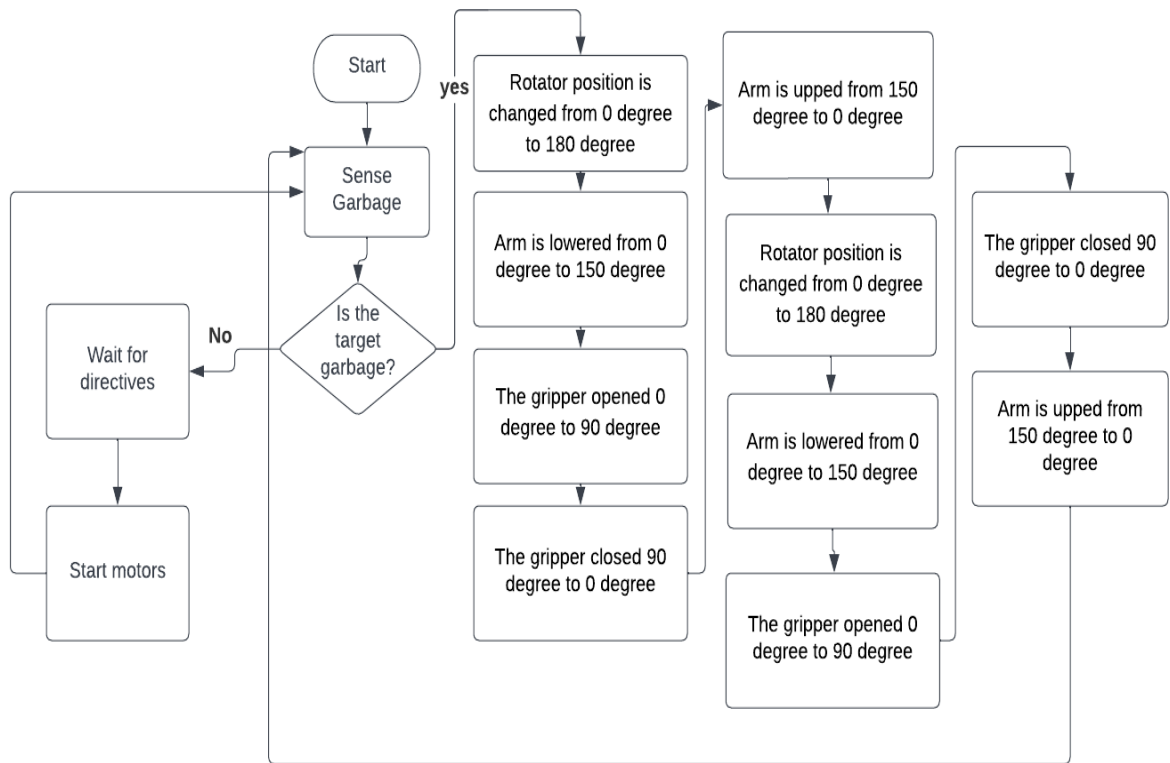 Start
Sense
Garbage
Is the
target
garbage?
No
Wait for
directives
Start motors
yes
Rotator position is
changed from 0 degree
to 180 degree
Arm is lowered from 0
degree to 150 degree
The gripper opened 0
degree to 90 degree
The gripper closed 90
degree to 0 degree
Arm is upped from 150
degree to 0 degree
Rotator position is
changed from 0 degree
to 180 degree
Arm is lowered from 0
degree to 150 degree
The gripper opened 0
degree to 90 degree
The gripper closed 90
degree to 0 degree
Arm is upped from
150 degree to 0
degree